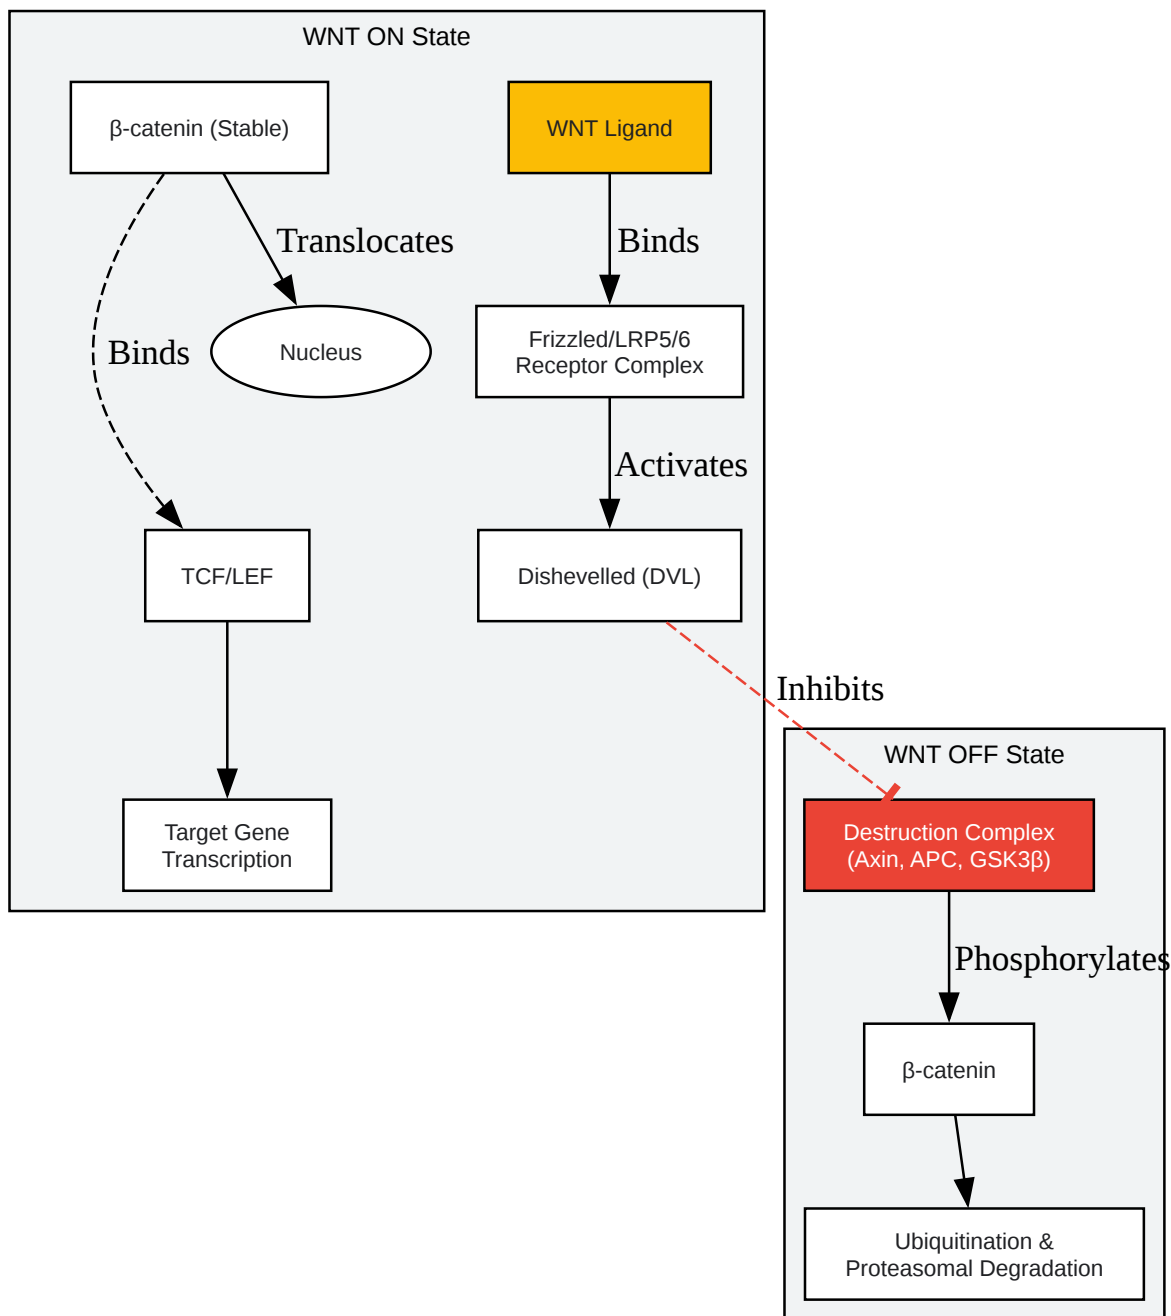 WNT ON State
β-catenin (Stable)
WNT Ligand
Translocates
Binds
Binds
Nucleus
Frizzled/LRP5/6
Receptor Complex
Activates
TCF/LEF
Dishevelled (DVL)
Inhibits
Target Gene
Transcription
WNT OFF State
Destruction Complex
(Axin, APC, GSK3β)
Phosphorylates
β-catenin
Ubiquitination &
Proteasomal Degradation